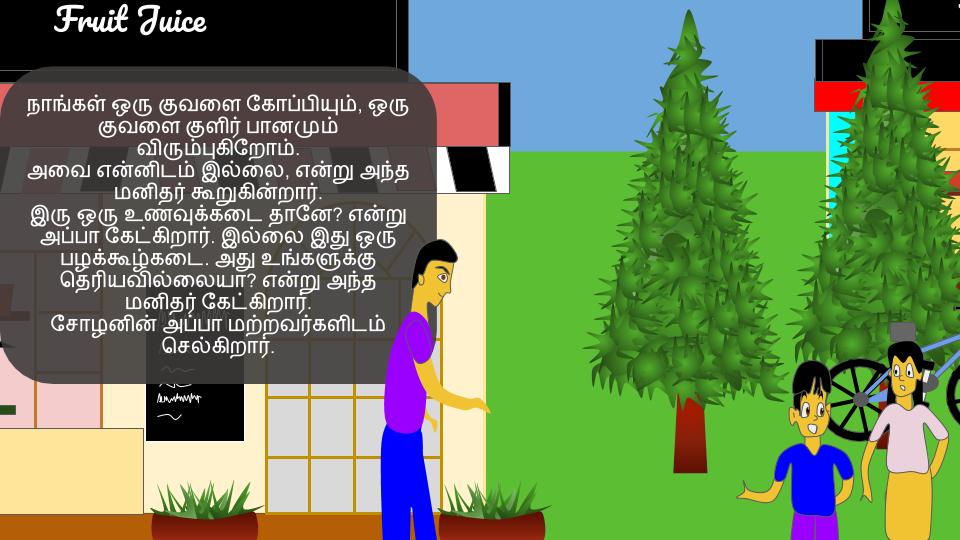 Fruit Juice
நாங்கள் ஒரு குவளை கோப்பியும், ஒரு
குவளை குளிர் பானமும்
விரும்புகிறோம்.
அவை என்னிடம் இல்லை, என்று அந்த
மனிதர் கூறுகின்றார்.
இரு ஒரு உணவுக்கடை தானே? என்று
அப்பா கேட்கிறார். இல்லை இது ஒரு
பழக்கூழ்கடை. அது உங்களுக்கு
தெரியவில்லையா? என்று அந்த
மனிதர் கேட்கிறார்.
சோழனின் அப்பா மற்றவர்களிடம்
செல்கிறார்.